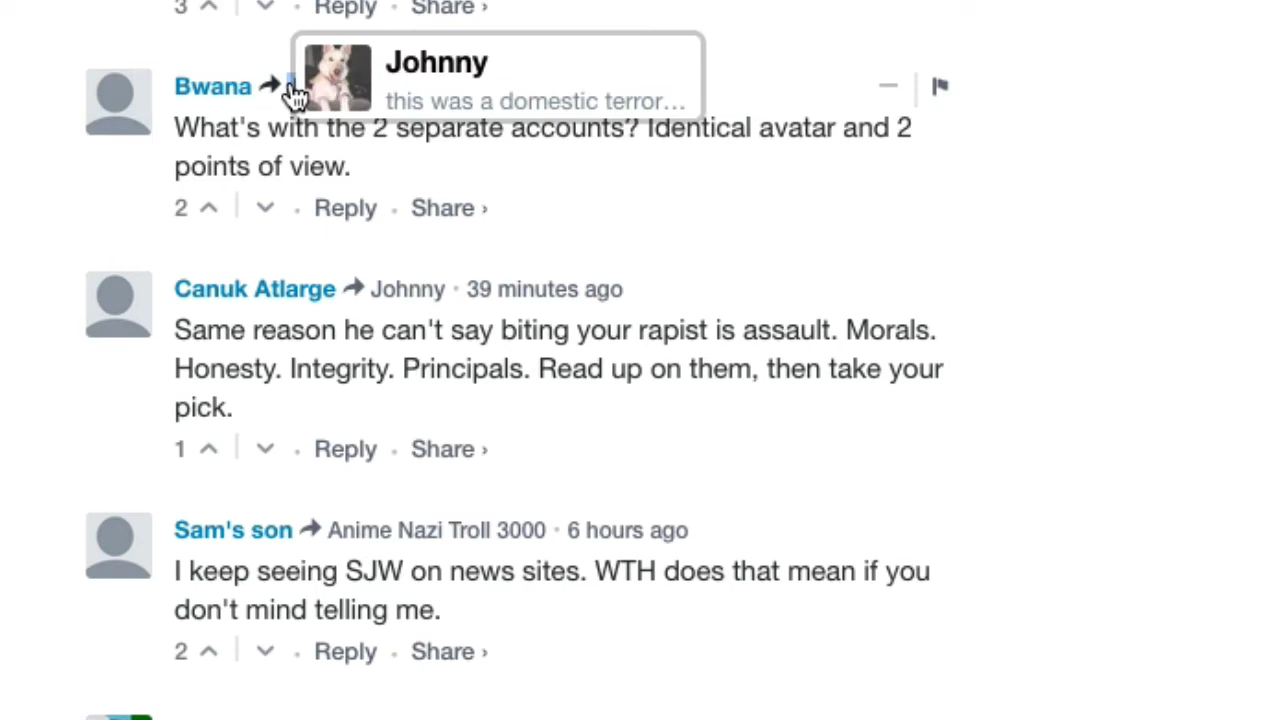 3 Reply • Share ›
Johnny
Bwana
this was a domestic terror...
What's with the 2 separate accounts? Identical avatar and 2
points of view.
2 • Reply • Share ›
Canuk Atlarge Johnny • 39 minutes ago
Same reason he can't say biting your rapist is assault. Morals.
Honesty. Integrity. Principals. Read up on them, then take your
pick.
1 • Reply • Share ›
Sam's son Anime Nazi Troll 3000 • 6 hours ago
I keep seeing SJW on news sites. WTH does that mean if you
don't mind telling me.
2 • Reply • Share ›